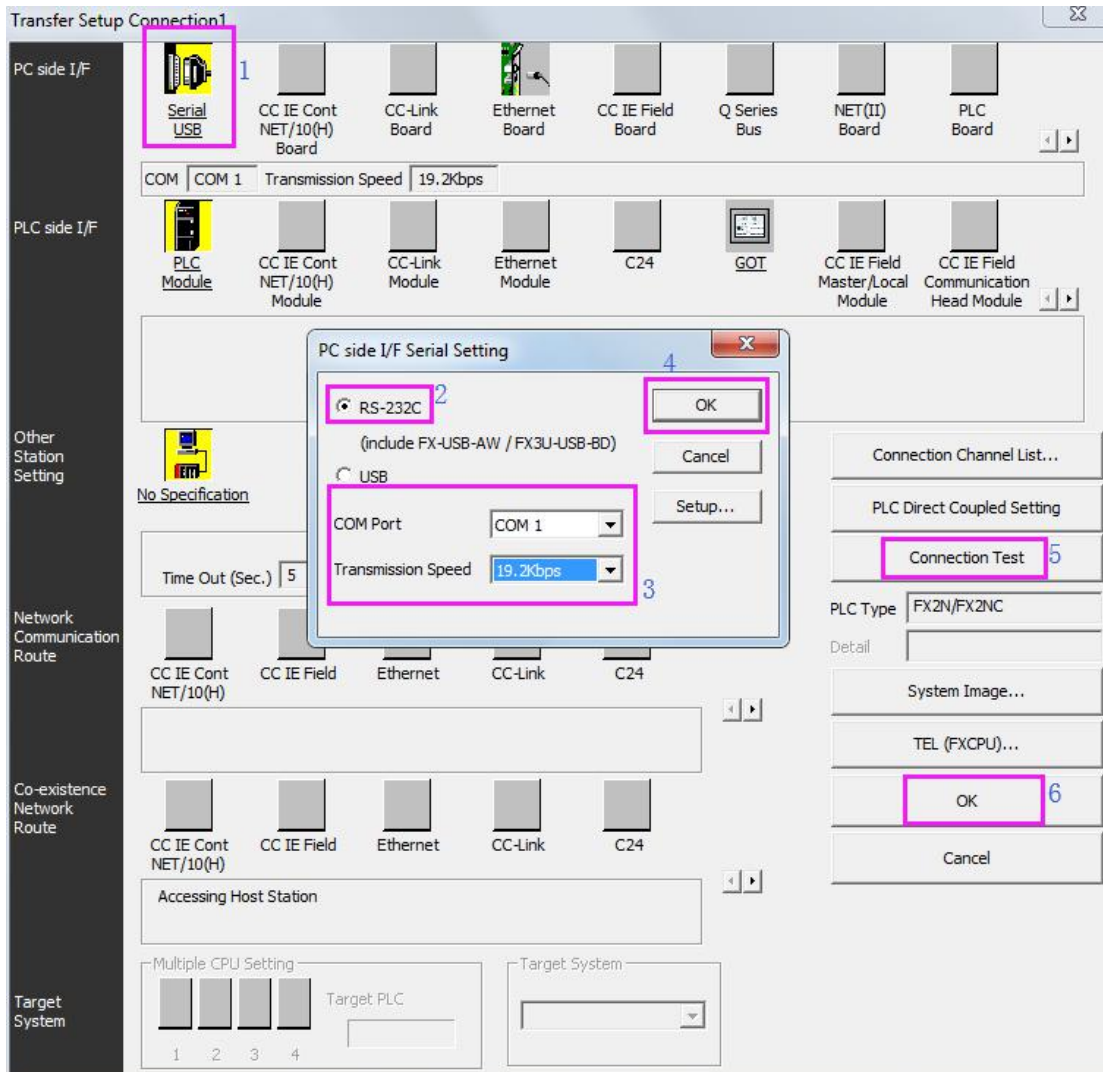 Transfer Setup Connection1
PC side I/F
1
Serial
USB
CC IE Cont
NET/10(H)
Board
CC-Link
Board
Ethernet
Board
CC IE Field
Board
Q Series
Bus
NET(II)
Board
PLC
Board
COM COM 1 Transmission Speed 19.2Kbps
PLC side I/F
PLC
Module
CC IE Cont
NET/10(H)
Module
CC-Link
Module
Ethernet
Module
C24
GOT
CC IE Field
Master/Local
Module
CC IE Field
Communication
Head Module
PC side I/F Serial Setting
4
RS-232C 2
OK
(include FX-USB-AW / FX3U-USB-BD)
Cancel
USB
Setup...
COM Port COM 1
Transmission Speed 19.2Kbps
3
Other
Station
Setting
No Specification
Time Out (Sec.) 5
Connection Channel List...
PLC Direct Coupled Setting
Connection Test 5
PLC Type FX2N/FX2NC
Detail
System Image...
TEL (FXCPU)...
OK 6
Cancel
Network
Communication
Route
CC IE Cont
NET/10(H)
CC IE Field
Ethernet
CC-Link
C24
Co-existence
Network
Route
CC IE Cont
NET/10(H)
CC IE Field
Ethernet
CC-Link
C24
Accessing Host Station
Target
System
Multiple CPU Setting
Target PLC
1 2 3 4
Target System